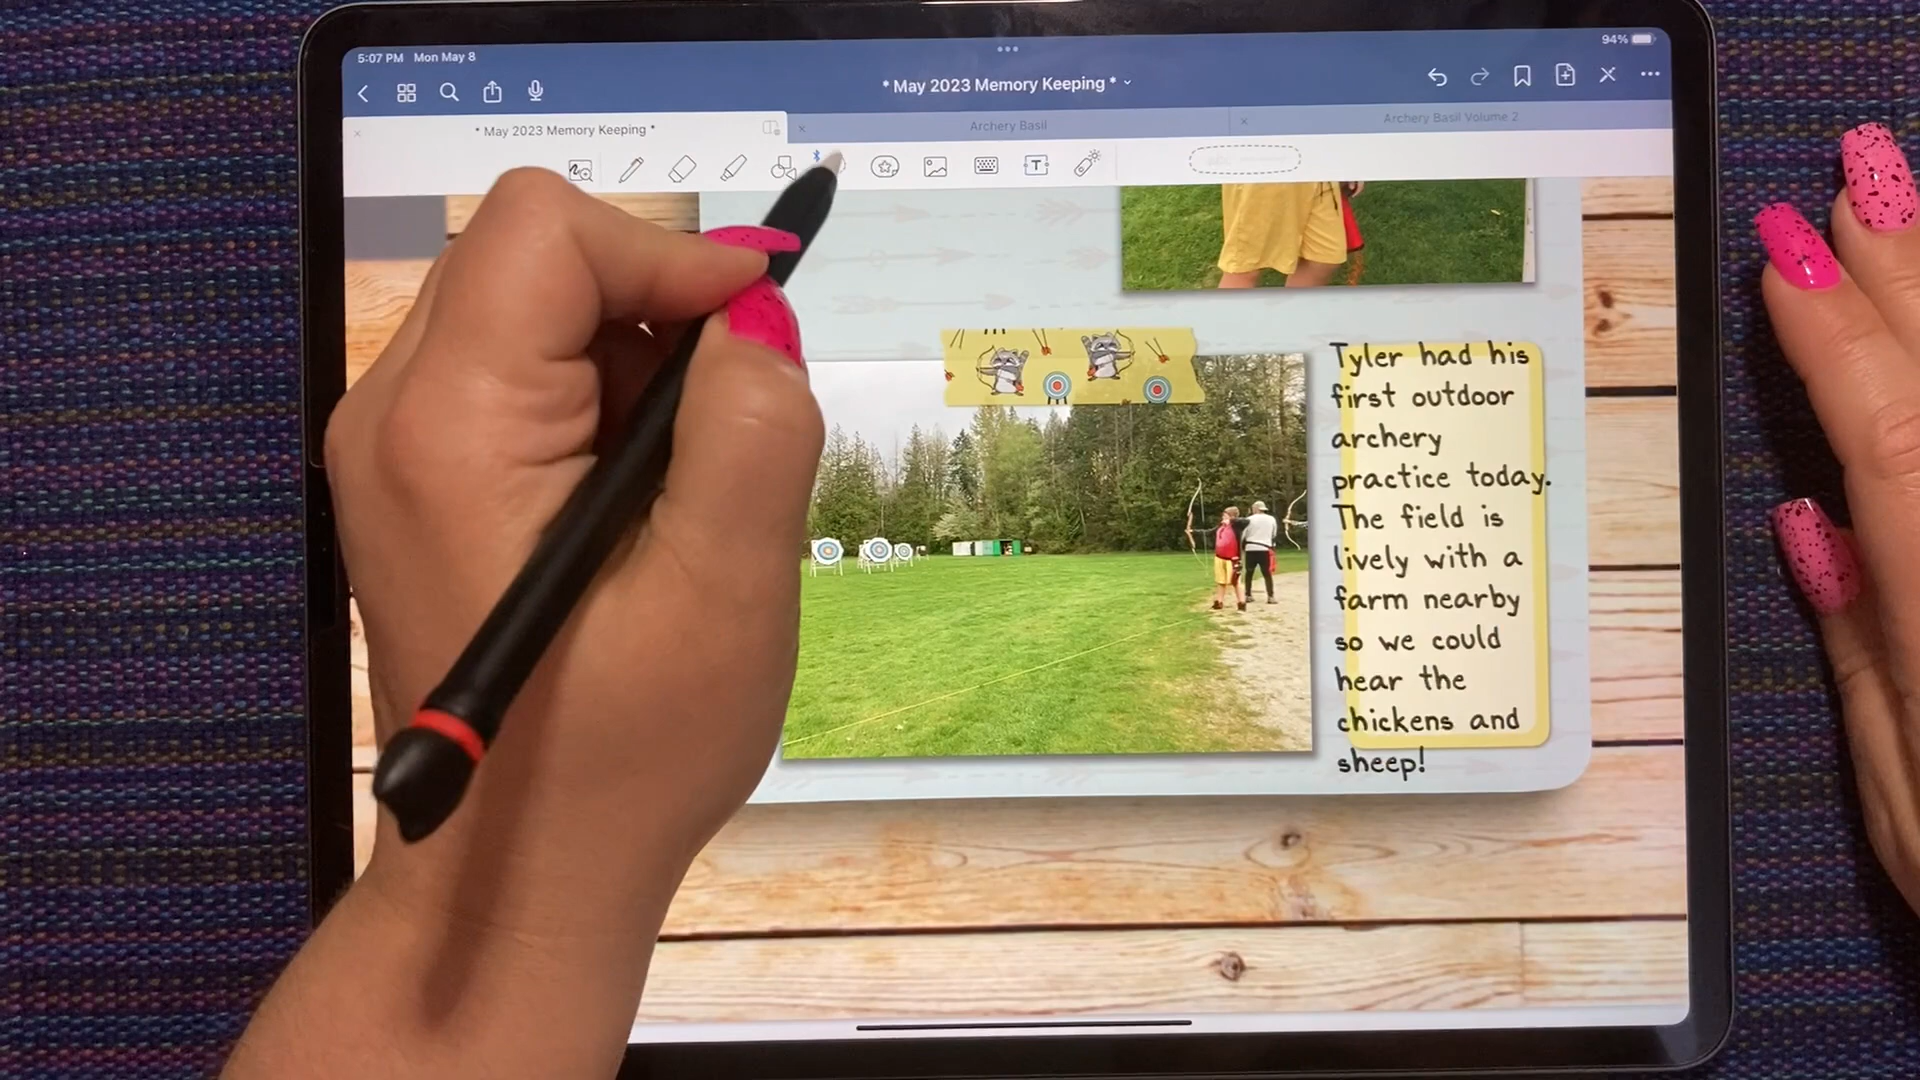 5:07 PM Mon May 8
94%
* May 2023 Memory Keeping *
* May 2023 Memory Keeping *
Archery Basil
Archery Basil Volume 2
T
Tyler had his
first outdoor
archery
practice today.
The field is
lively with a
farm nearby
so we could
hear the
chickens and
sheep!